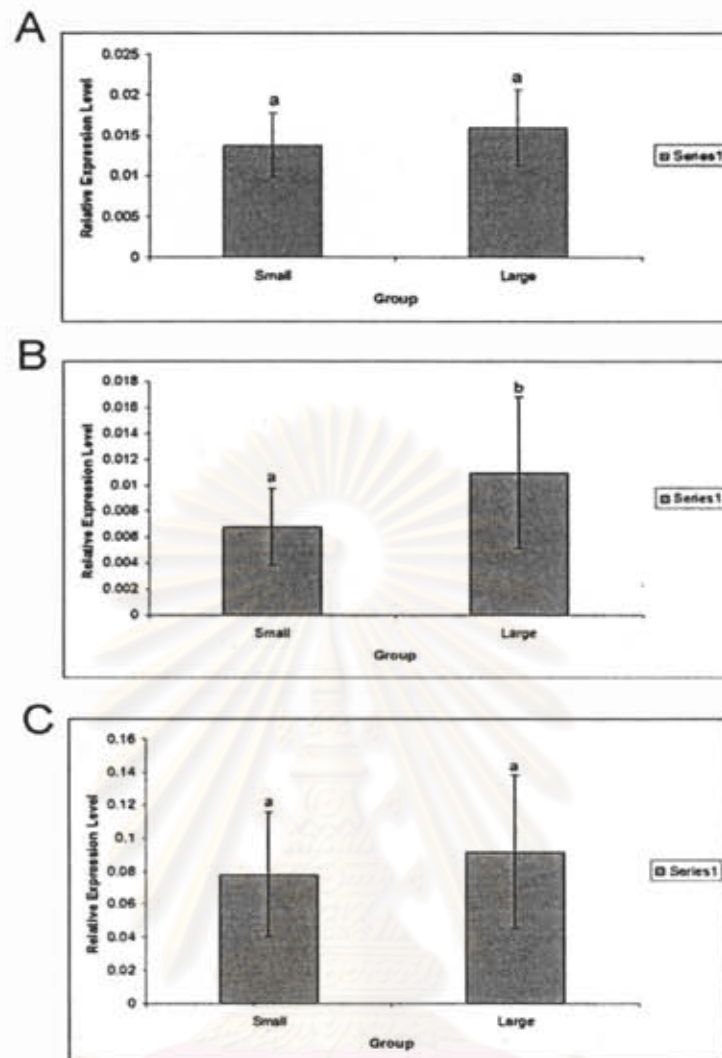 A
0.025
0.02
0.015
0.01
0.005
0
Relative Expression Level
a
a
Small
Large
Group
Series1
B
0.018
0.016
0.014
0.012
0.01
0.008
0.006
0.004
0.002
0
Relative Expression Level
a
b
Small
Large
Group
Series1
C
0.16
0.14
0.12
0.1
0.08
0.06
0.04
0.02
0
Relative Expression Level
a
a
Small
Large
Group
Series1